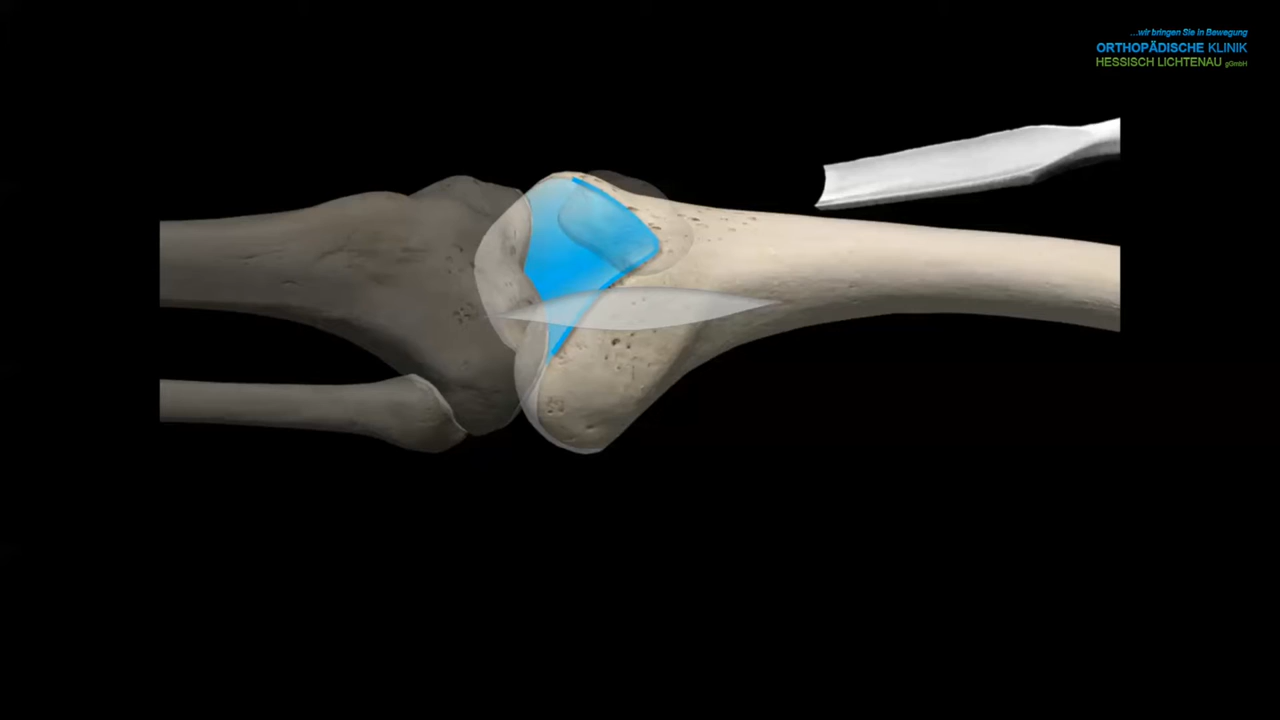 ...wir bringen Sie in Bewegung
ORTHOPÄDISCHE KLINIK
HESSISCH LICHTENAU gGmbH